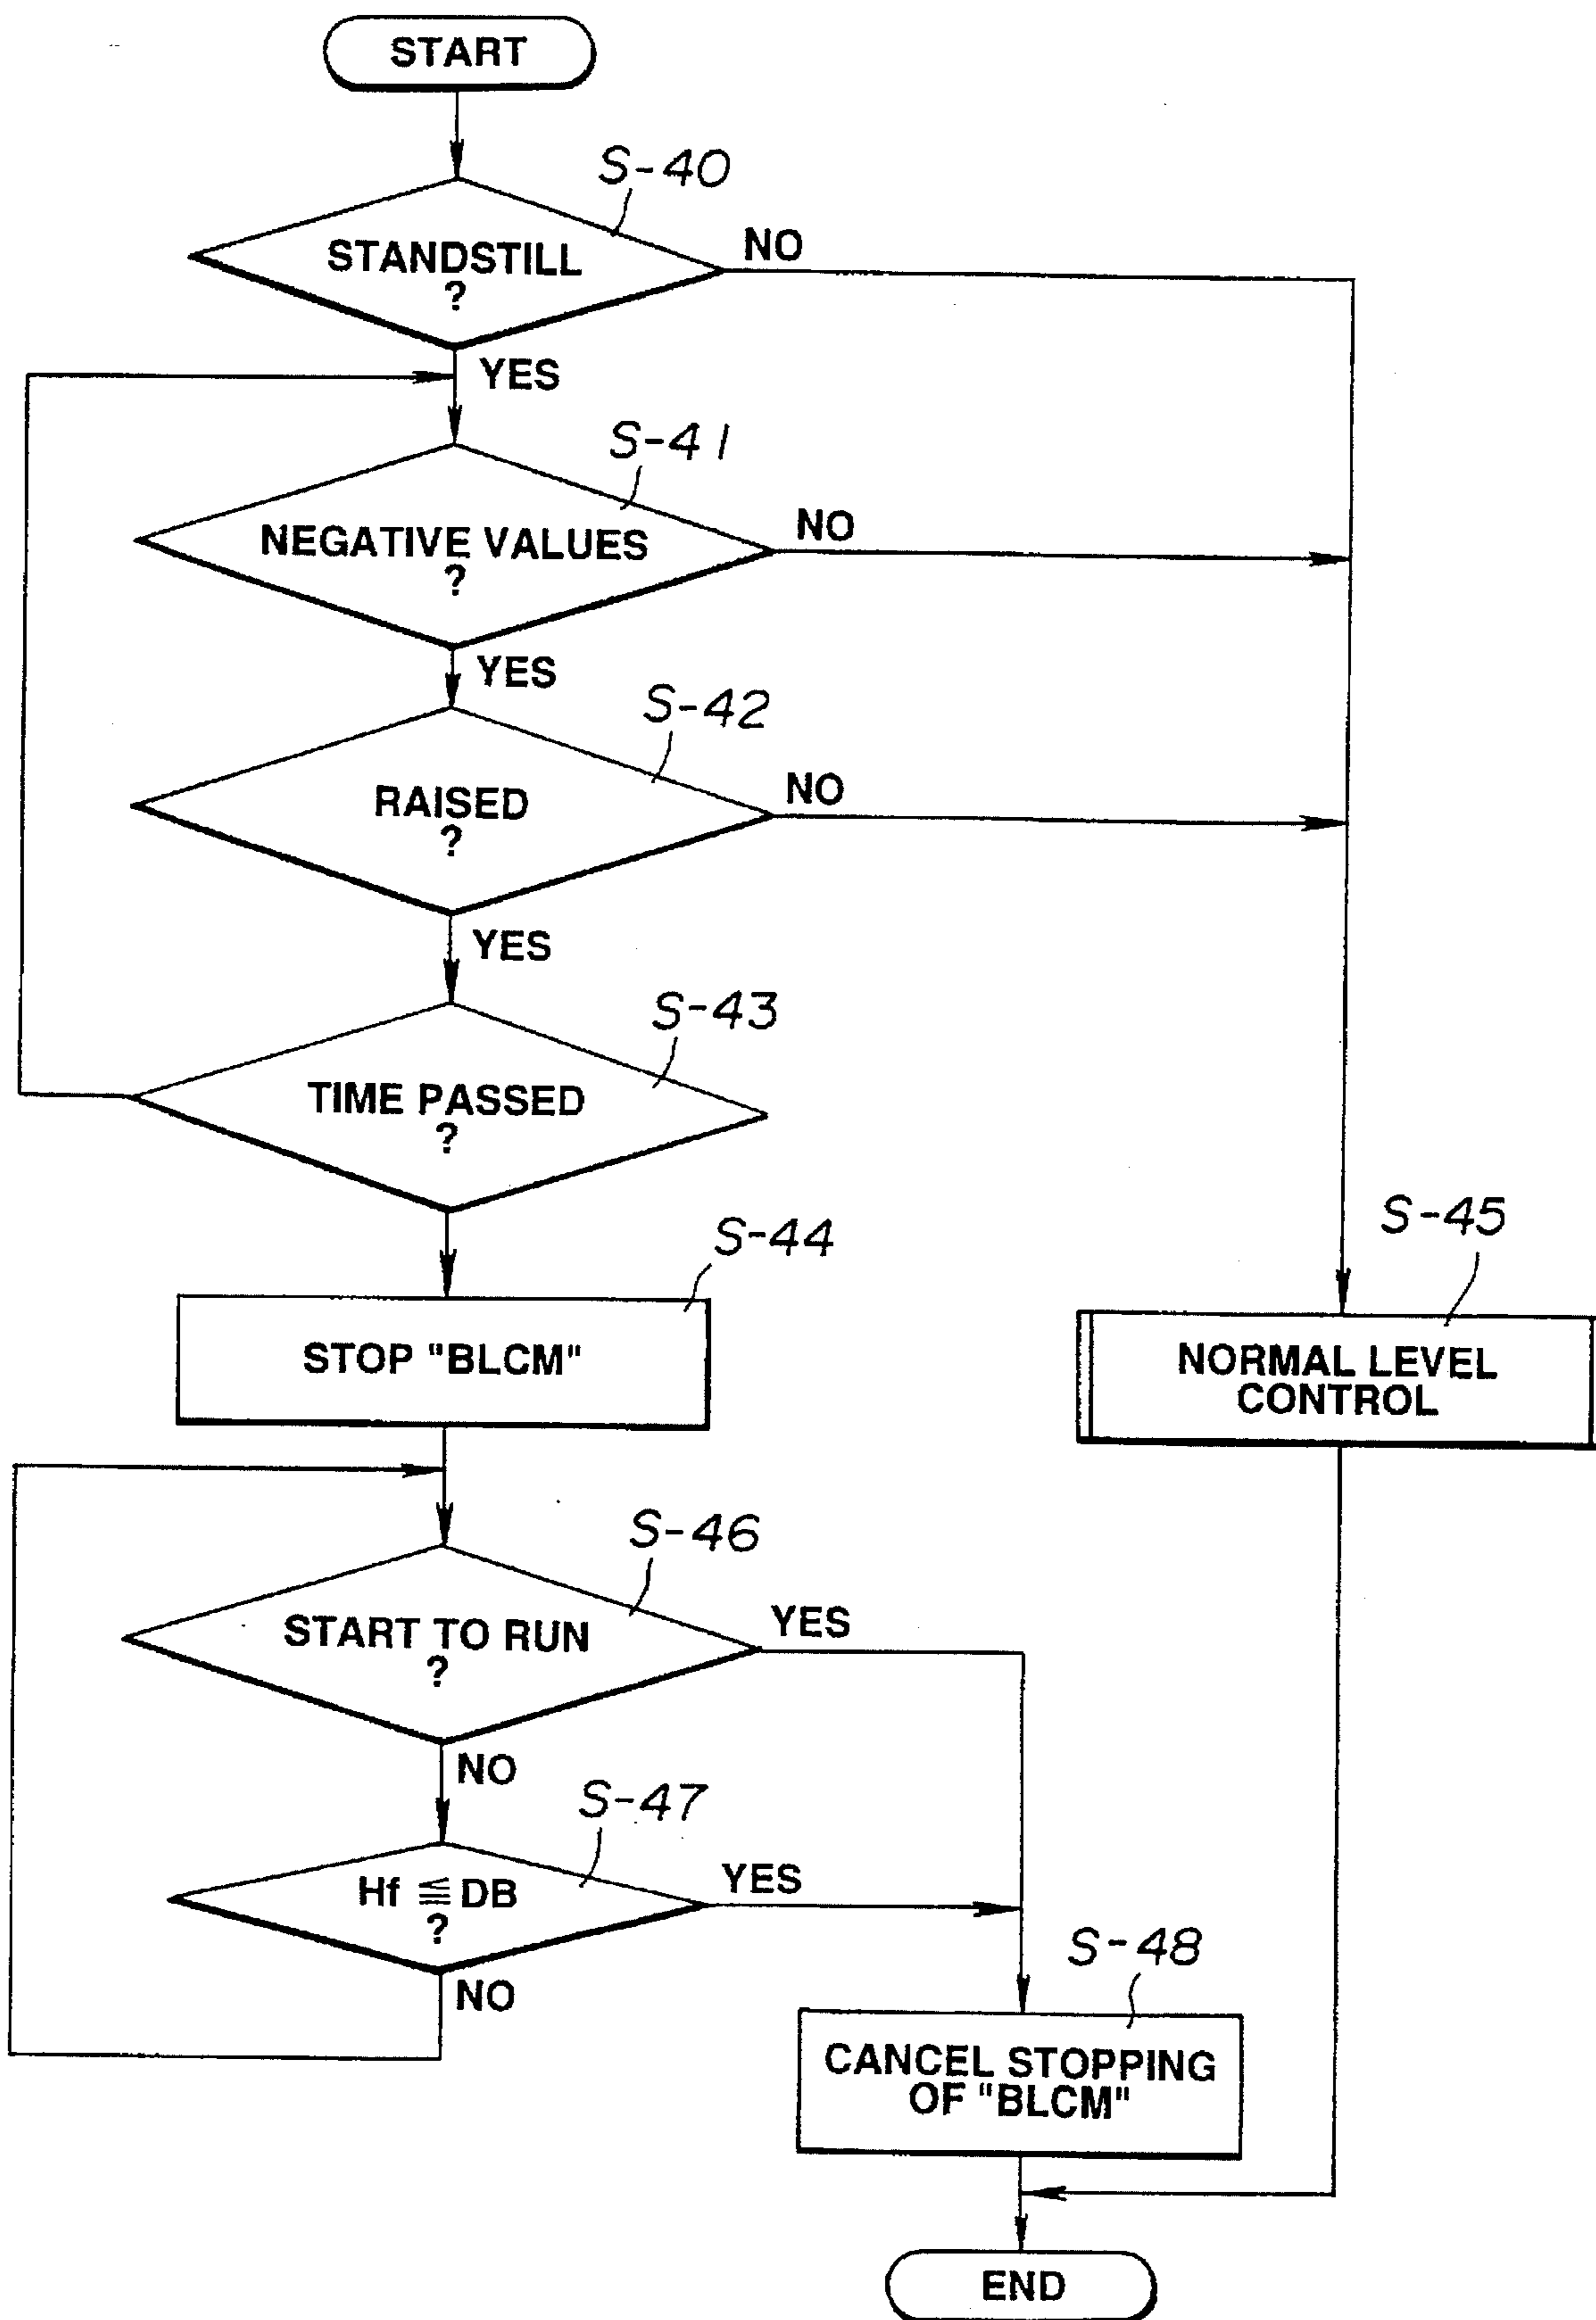 START
S-40
STANDSTILL
?
NO
YES
S-41
NEGATIVE VALUES
?
NO
YES
S-42
RAISED
?
NO
YES
S-43
TIME PASSED
?
S-44
STOP "BLCM"
S-45
NORMAL LEVEL
CONTROL
S-46
START TO RUN
?
YES
NO
S-47
Hf ≦ DB
?
YES
NO
S-48
CANCEL STOPPING
OF "BLCM"
END